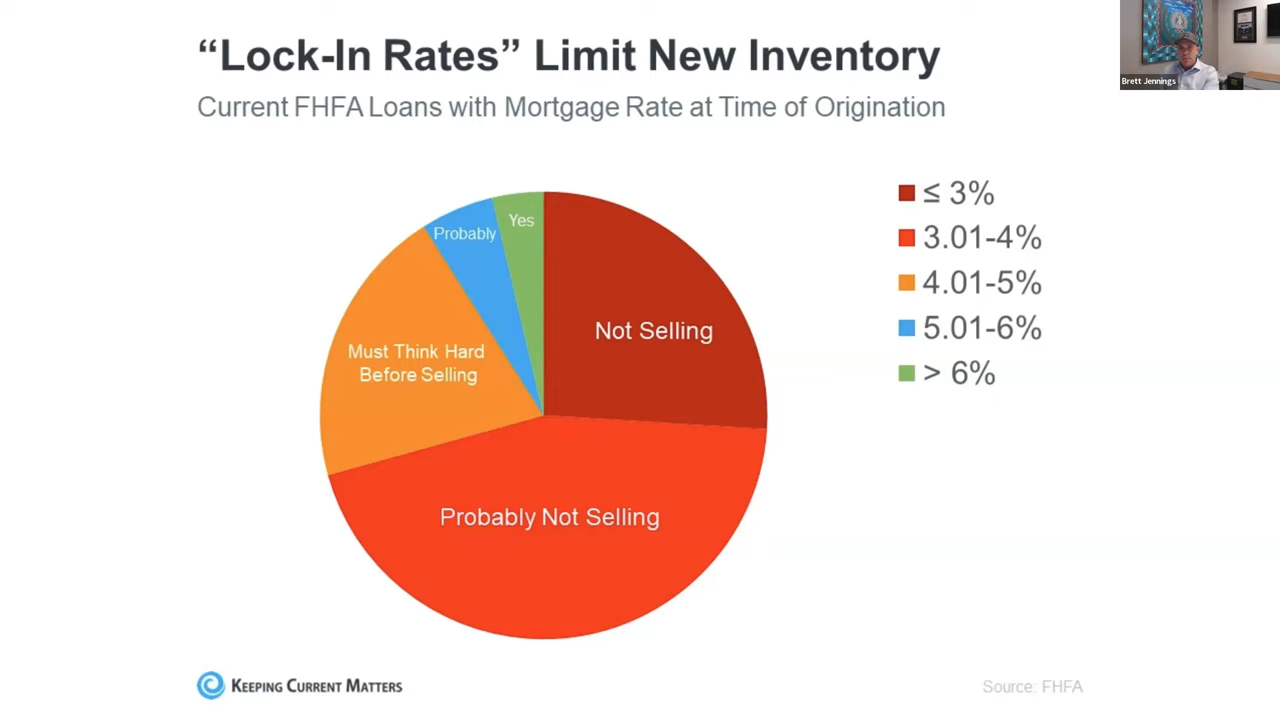 “Lock-In Rates” Limit New Inventory
Current FHFA Loans with Mortgage Rate at Time of Origination
Brett Jennings
Yes
Probably
Not Selling
Must Think Hard
Before Selling
Probably Not Selling
≤ 3%
3.01-4%
4.01-5%
5.01-6%
> 6%
KEEPING CURRENT MATTERS
Source: FHFA